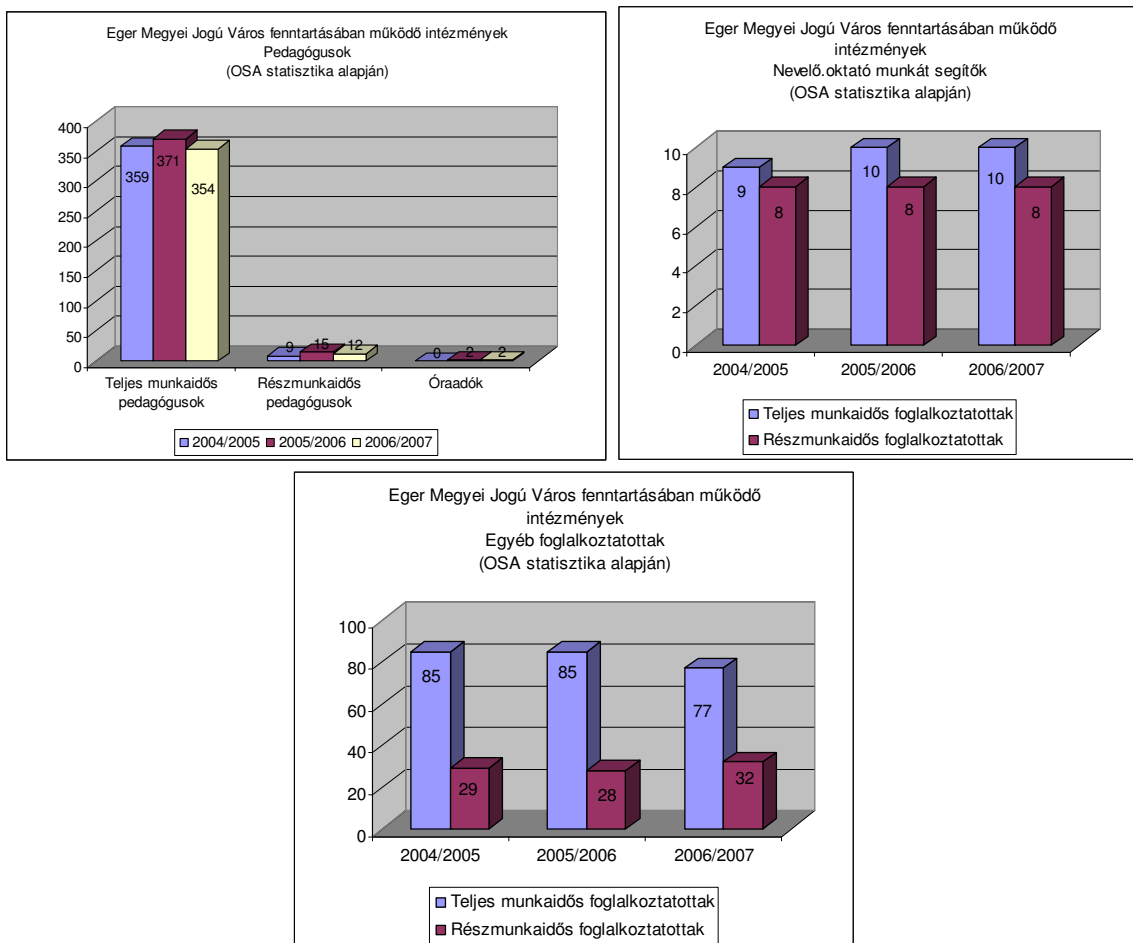 Eger Megyei Jogú Város fenntartásában működő intézmények
Pedagógusok
(OSA statisztika alapján)
400
350
300
250
200
150
100
50
0
359
371
354
9
15
12
0
2
2
Teljes munkaidős
pedagógusok
Részmunkaidős
pedagógusok
Óraadók
2004/2005
2005/2006
2006/2007
Eger Megyei Jogú Város fenntartásában működő
intézmények
Nevelő.oktató munkát segítők
(OSA statisztika alapján)
10
8
6
4
2
0
9
8
10
8
10
8
2004/2005
2005/2006
2006/2007
Teljes munkaidős foglalkoztatottak
Részmunkaidős foglalkoztatottak
Eger Megyei Jogú Város fenntartásában működő
intézmények
Egyéb foglalkoztatottak
(OSA statisztika alapján)
100
80
60
40
20
0
85
29
85
28
77
32
2004/2005
2005/2006
2006/2007
Teljes munkaidős foglalkoztatottak
Részmunkaidős foglalkoztatottak